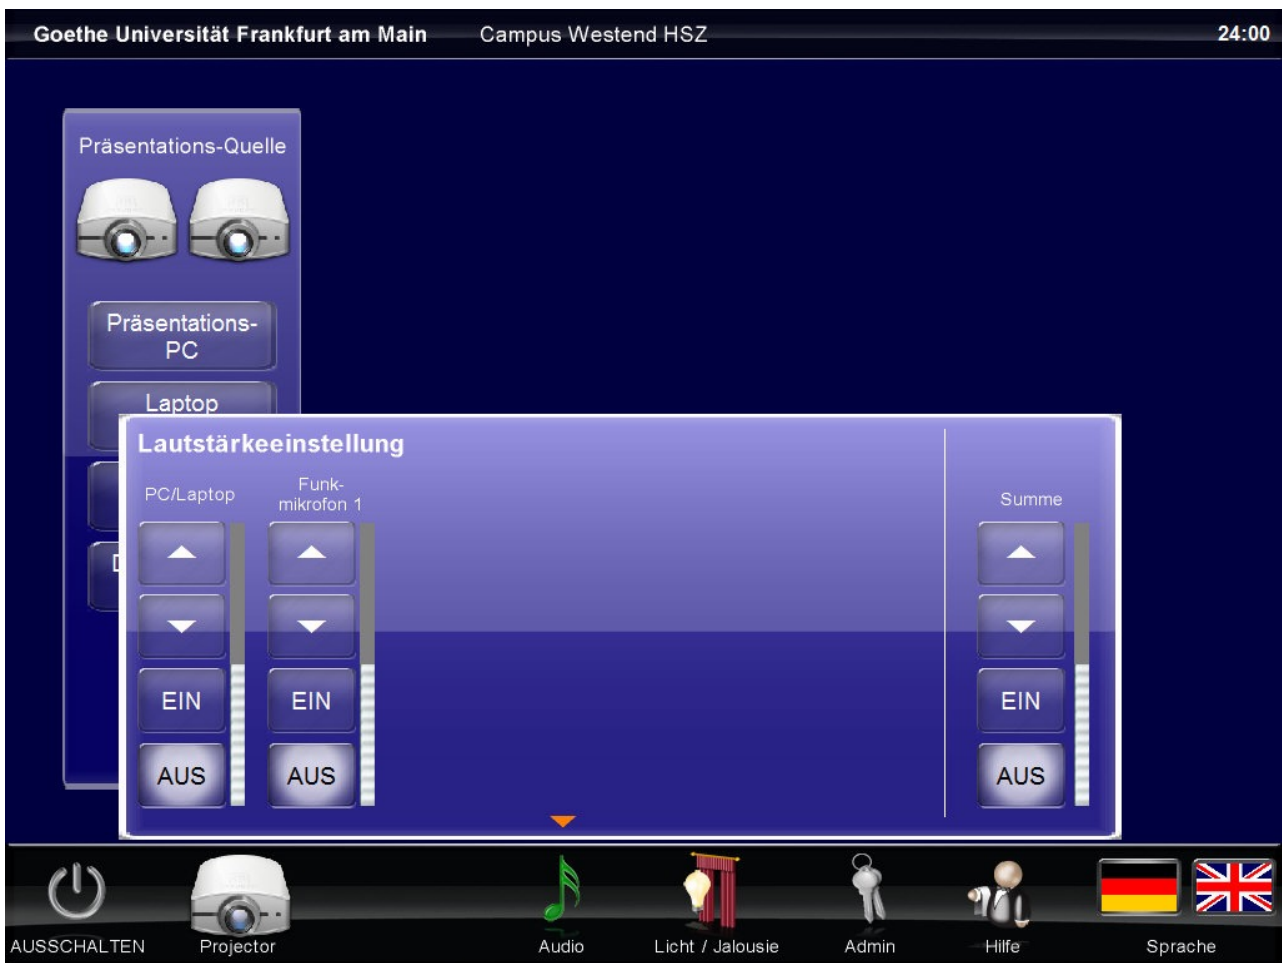 Goethe Universität Frankfurt am Main Campus Westend HSZ 24:00
Präsentations-Quelle
Präsentations-
PC
Laptop
Lautstärkeeinstellung
PC/Laptop
Funk-
mikrofon 1
Summe
EIN EIN EIN
AUS AUS AUS
AUSSCHALTEN Projector Audio Licht / Jalousie Admin Hilfe Sprache